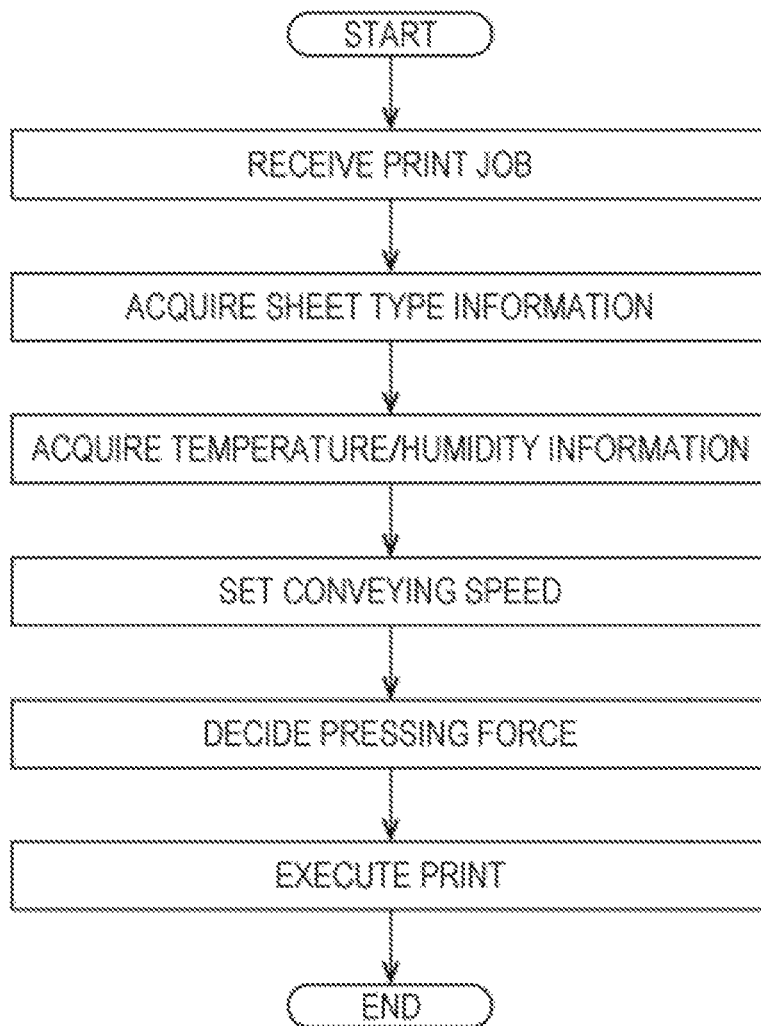 START
RECEIVE PRINT JOB
ACQUIRE SHEET TYPE INFORMATION
ACQUIRE TEMPERATURE/HUMIDITY INFORMATION
SET CONVEYING SPEED
DECIDE PRESSING FORCE
EXECUTE PRINT
END